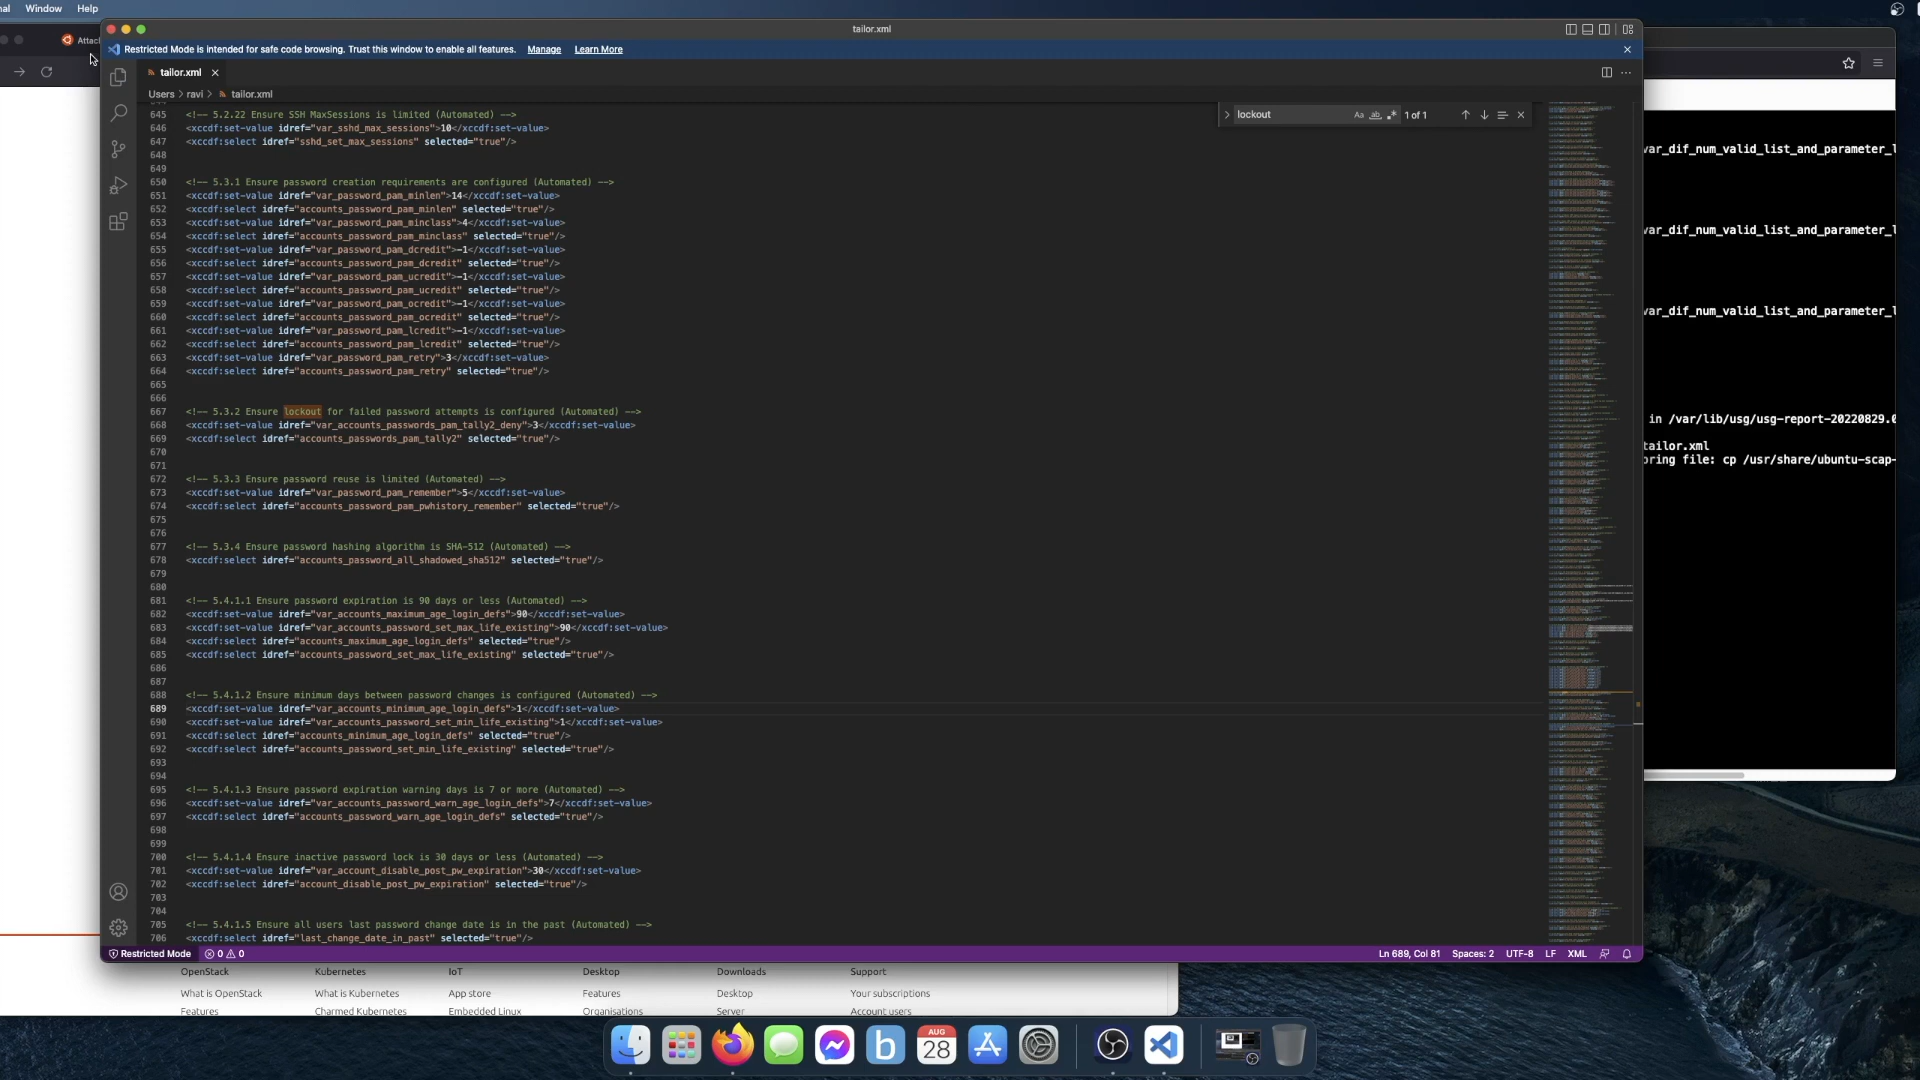 nal Window Help
Attac
tailor.xml
Restricted Mode is intended for safe code browsing. Trust this window to enable all features. Manage Learn More
tailor.xml
Users > ravi > tailor.xml
lockout Aa ab 1 of 1
645 <!-- 5.2.22 Ensure SSH MaxSessions is limited (Automated) -->
646 <xccdf:set-value idref="var_sshd_max_sessions">10</xccdf:set-value>
647 <xccdf:select idref="sshd_set_max_sessions" selected="true"/>
648
649
650 <!-- 5.3.1 Ensure password creation requirements are configured (Automated) -->
651 <xccdf:set-value idref="var_password_pam_minlen">14</xccdf:set-value>
652 <xccdf:select idref="accounts_password_pam_minlen" selected="true"/>
653 <xccdf:set-value idref="var_password_pam_minclass">4</xccdf:set-value>
654 <xccdf:select idref="accounts_password_pam_minclass" selected="true"/>
655 <xccdf:set-value idref="var_password_pam_dcredit">-1</xccdf:set-value>
656 <xccdf:select idref="accounts_password_pam_dcredit" selected="true"/>
657 <xccdf:set-value idref="var_password_pam_ucredit">-1</xccdf:set-value>
658 <xccdf:select idref="accounts_password_pam_ucredit" selected="true"/>
659 <xccdf:set-value idref="var_password_pam_ocredit">-1</xccdf:set-value>
660 <xccdf:select idref="accounts_password_pam_ocredit" selected="true"/>
661 <xccdf:set-value idref="var_password_pam_lcredit">-1</xccdf:set-value>
662 <xccdf:select idref="accounts_password_pam_lcredit" selected="true"/>
663 <xccdf:set-value idref="var_password_pam_retry">3</xccdf:set-value>
664 <xccdf:select idref="accounts_password_pam_retry" selected="true"/>
665
666
667 <!-- 5.3.2 Ensure lockout for failed password attempts is configured (Automated) -->
668 <xccdf:set-value idref="var_accounts_passwords_pam_tally2_deny">3</xccdf:set-value>
669 <xccdf:select idref="accounts_passwords_pam_tally2" selected="true"/>
670
671
672 <!-- 5.3.3 Ensure password reuse is limited (Automated) -->
673 <xccdf:set-value idref="var_password_pam_remember">5</xccdf:set-value>
674 <xccdf:select idref="accounts_password_pam_pwhistory_remember" selected="true"/>
675
676
677 <!-- 5.3.4 Ensure password hashing algorithm is SHA-512 (Automated) -->
678 <xccdf:select idref="accounts_password_all_shadowed_sha512" selected="true"/>
679
680
681 <!-- 5.4.1.1 Ensure password expiration is 90 days or less (Automated) -->
682 <xccdf:set-value idref="var_accounts_maximum_age_login_defs">90</xccdf:set-value>
683 <xccdf:set-value idref="var_accounts_password_set_max_life_existing">90</xccdf:set-value>
684 <xccdf:select idref="accounts_maximum_age_login_defs" selected="true"/>
685 <xccdf:select idref="accounts_password_set_max_life_existing" selected="true"/>
686
687
688 <!-- 5.4.1.2 Ensure minimum days between password changes is configured (Automated) -->
689 <xccdf:set-value idref="var_accounts_minimum_age_login_defs">1</xccdf:set-value>
690 <xccdf:set-value idref="var_accounts_password_set_min_life_existing">1</xccdf:set-value>
691 <xccdf:select idref="accounts_minimum_age_login_defs" selected="true"/>
692 <xccdf:select idref="accounts_password_set_min_life_existing" selected="true"/>
693
694
695 <!-- 5.4.1.3 Ensure password expiration warning days is 7 or more (Automated) -->
696 <xccdf:set-value idref="var_accounts_password_warn_age_login_defs">7</xccdf:set-value>
697 <xccdf:select idref="accounts_password_warn_age_login_defs" selected="true"/>
698
699
700 <!-- 5.4.1.4 Ensure inactive password lock is 30 days or less (Automated) -->
701 <xccdf:set-value idref="var_account_disable_post_pw_expiration">30</xccdf:set-value>
702 <xccdf:select idref="account_disable_post_pw_expiration" selected="true"/>
703
704
705 <!-- 5.4.1.5 Ensure all users last password change date is in the past (Automated) -->
706 <xccdf:select idref="last_change_date_in_past" selected="true"/>
var_dif_num_valid_list_and_parameter_l
var_dif_num_valid_list_and_parameter_l
var_dif_num_valid_list_and_parameter_l
in /var/lib/usg/usg-report-20220829.0
tailor.xml
oring file: cp /usr/share/ubuntu-scap-
Restricted Mode 0 0 Ln 689, Col 81 Spaces: 2 UTF-8 LF XML
OpenStack Kubernetes IoT Desktop Downloads Support
What is OpenStack What is Kubernetes App store Features Desktop Your subscriptions
Features Charmed Kubernetes Embedded Linux Organisations Server Account users
AUG
28